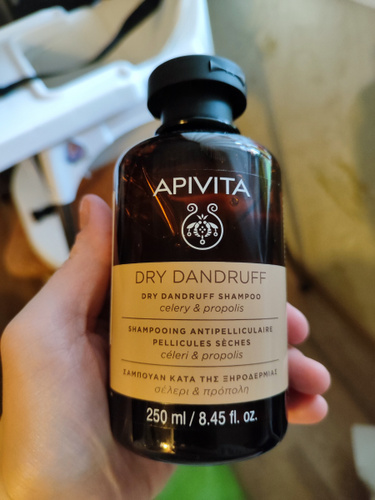 APIVITA
DRY DANDRUFF
DRY DANDRUFF SHAMPOO
celery & propolis
SHAMPOOING ANTIPELLICULAIRE
PELLICULES SÈCHES
céleri & propolis
ΣΑΜΠΟΥΑΝ ΚΑΤΑ ΤΗΣ ΞΗΡΟΔΕΡΜΙΑΣ
σέλερι & πρόπολη
250 ml / 8.45 fl. oz.